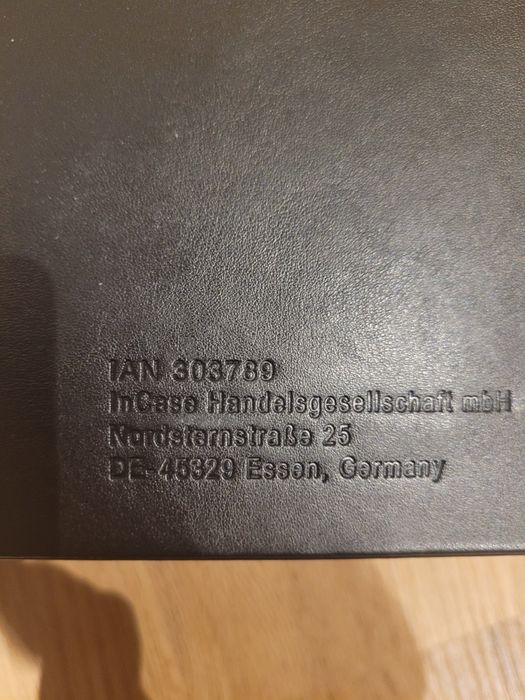 IAN 303789
InCase Handelsgesellschaft mbH
Nordsternstraße 25
DE-45329 Essen, Germany